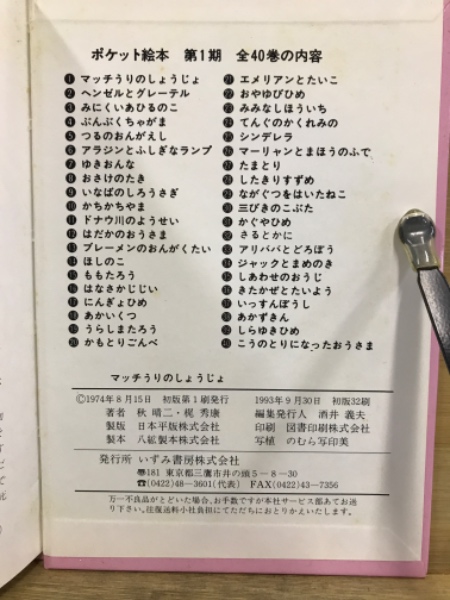 ポケット絵本 第1期 全40巻の内容
❶ マッチうりのしょうじょ
❷ ヘンゼルとグレーテル
❸ みにくいあひるのこ
❹ ぶんぶくちゃがま
❺ つるのおんがえし
❻ アラジンとふしぎなランプ
❼ ゆきおんな
❽ おさけのたき
❾ いなばのしろうさぎ
❿ かちかちやま
⓫ ドナウ川のようせい
⓬ はだかのおうさま
⓭ ブレーメンのおんがくたい
⓮ ほしのこ
⓯ ももたろう
⓰ はなさかじじい
⓱ にんぎょひめ
⓲ あかいくつ
⓳ うらしまたろう
⓴ かもとりごんべ
21 エメリアンとたいこ
22 おやゆびひめ
23 みみなしほういち
24 てんぐのかくれみの
25 シンデレラ
26 マーリャンとまほうのふで
27 たまとり
28 したきりすずめ
29 ながぐつをはいたねこ
30 三びきのこぶた
31 かぐやひめ
32 さるとかに
33 アリババとどろぼう
34 ジャックとまめのき
35 しあわせのおうじ
36 きたかぜとたいよう
37 いっすんぼうし
38 あかずきん
39 しらゆきひめ
40 こうのとりになったおうさま
マッチうりのしょうじょ
©1974年8月15日 初版第1刷発行 1993年9月30日 初版32刷
著者 秋 晴二・梶 秀康 編集発行人 酒井 義夫
製版 日本平版株式会社 印刷 図書印刷株式会社
製本 八紘製本株式会社 写植 のむら写印美
発行所 いずみ書房株式会社
〠181 東京都三鷹市井の頭5－8－30
☎(0422)48－3601(代表) FAX(0422)43－7356
万一不良品がとどいた場合、お手数ですが本社サービス部あてお送
り下さい。往復送料小社負担にてただちにおとりかえいたします。